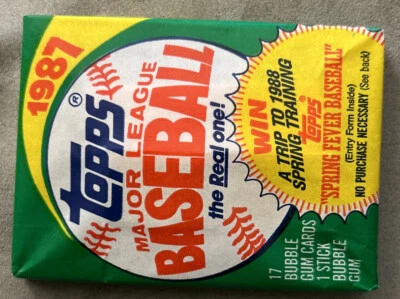 1987
Topps®
MAJOR LEAGUE
BASEBALL
the Real one!
WIN
A TRIP TO 1988
SPRING TRAINING
Topps
"SPRING FEVER BASEBALL"
(Entry Form Inside)
NO PURCHASE NECESSARY (See back)
17
BUBBLE
GUM CARDS
1 STICK
BUBBLE
GUM